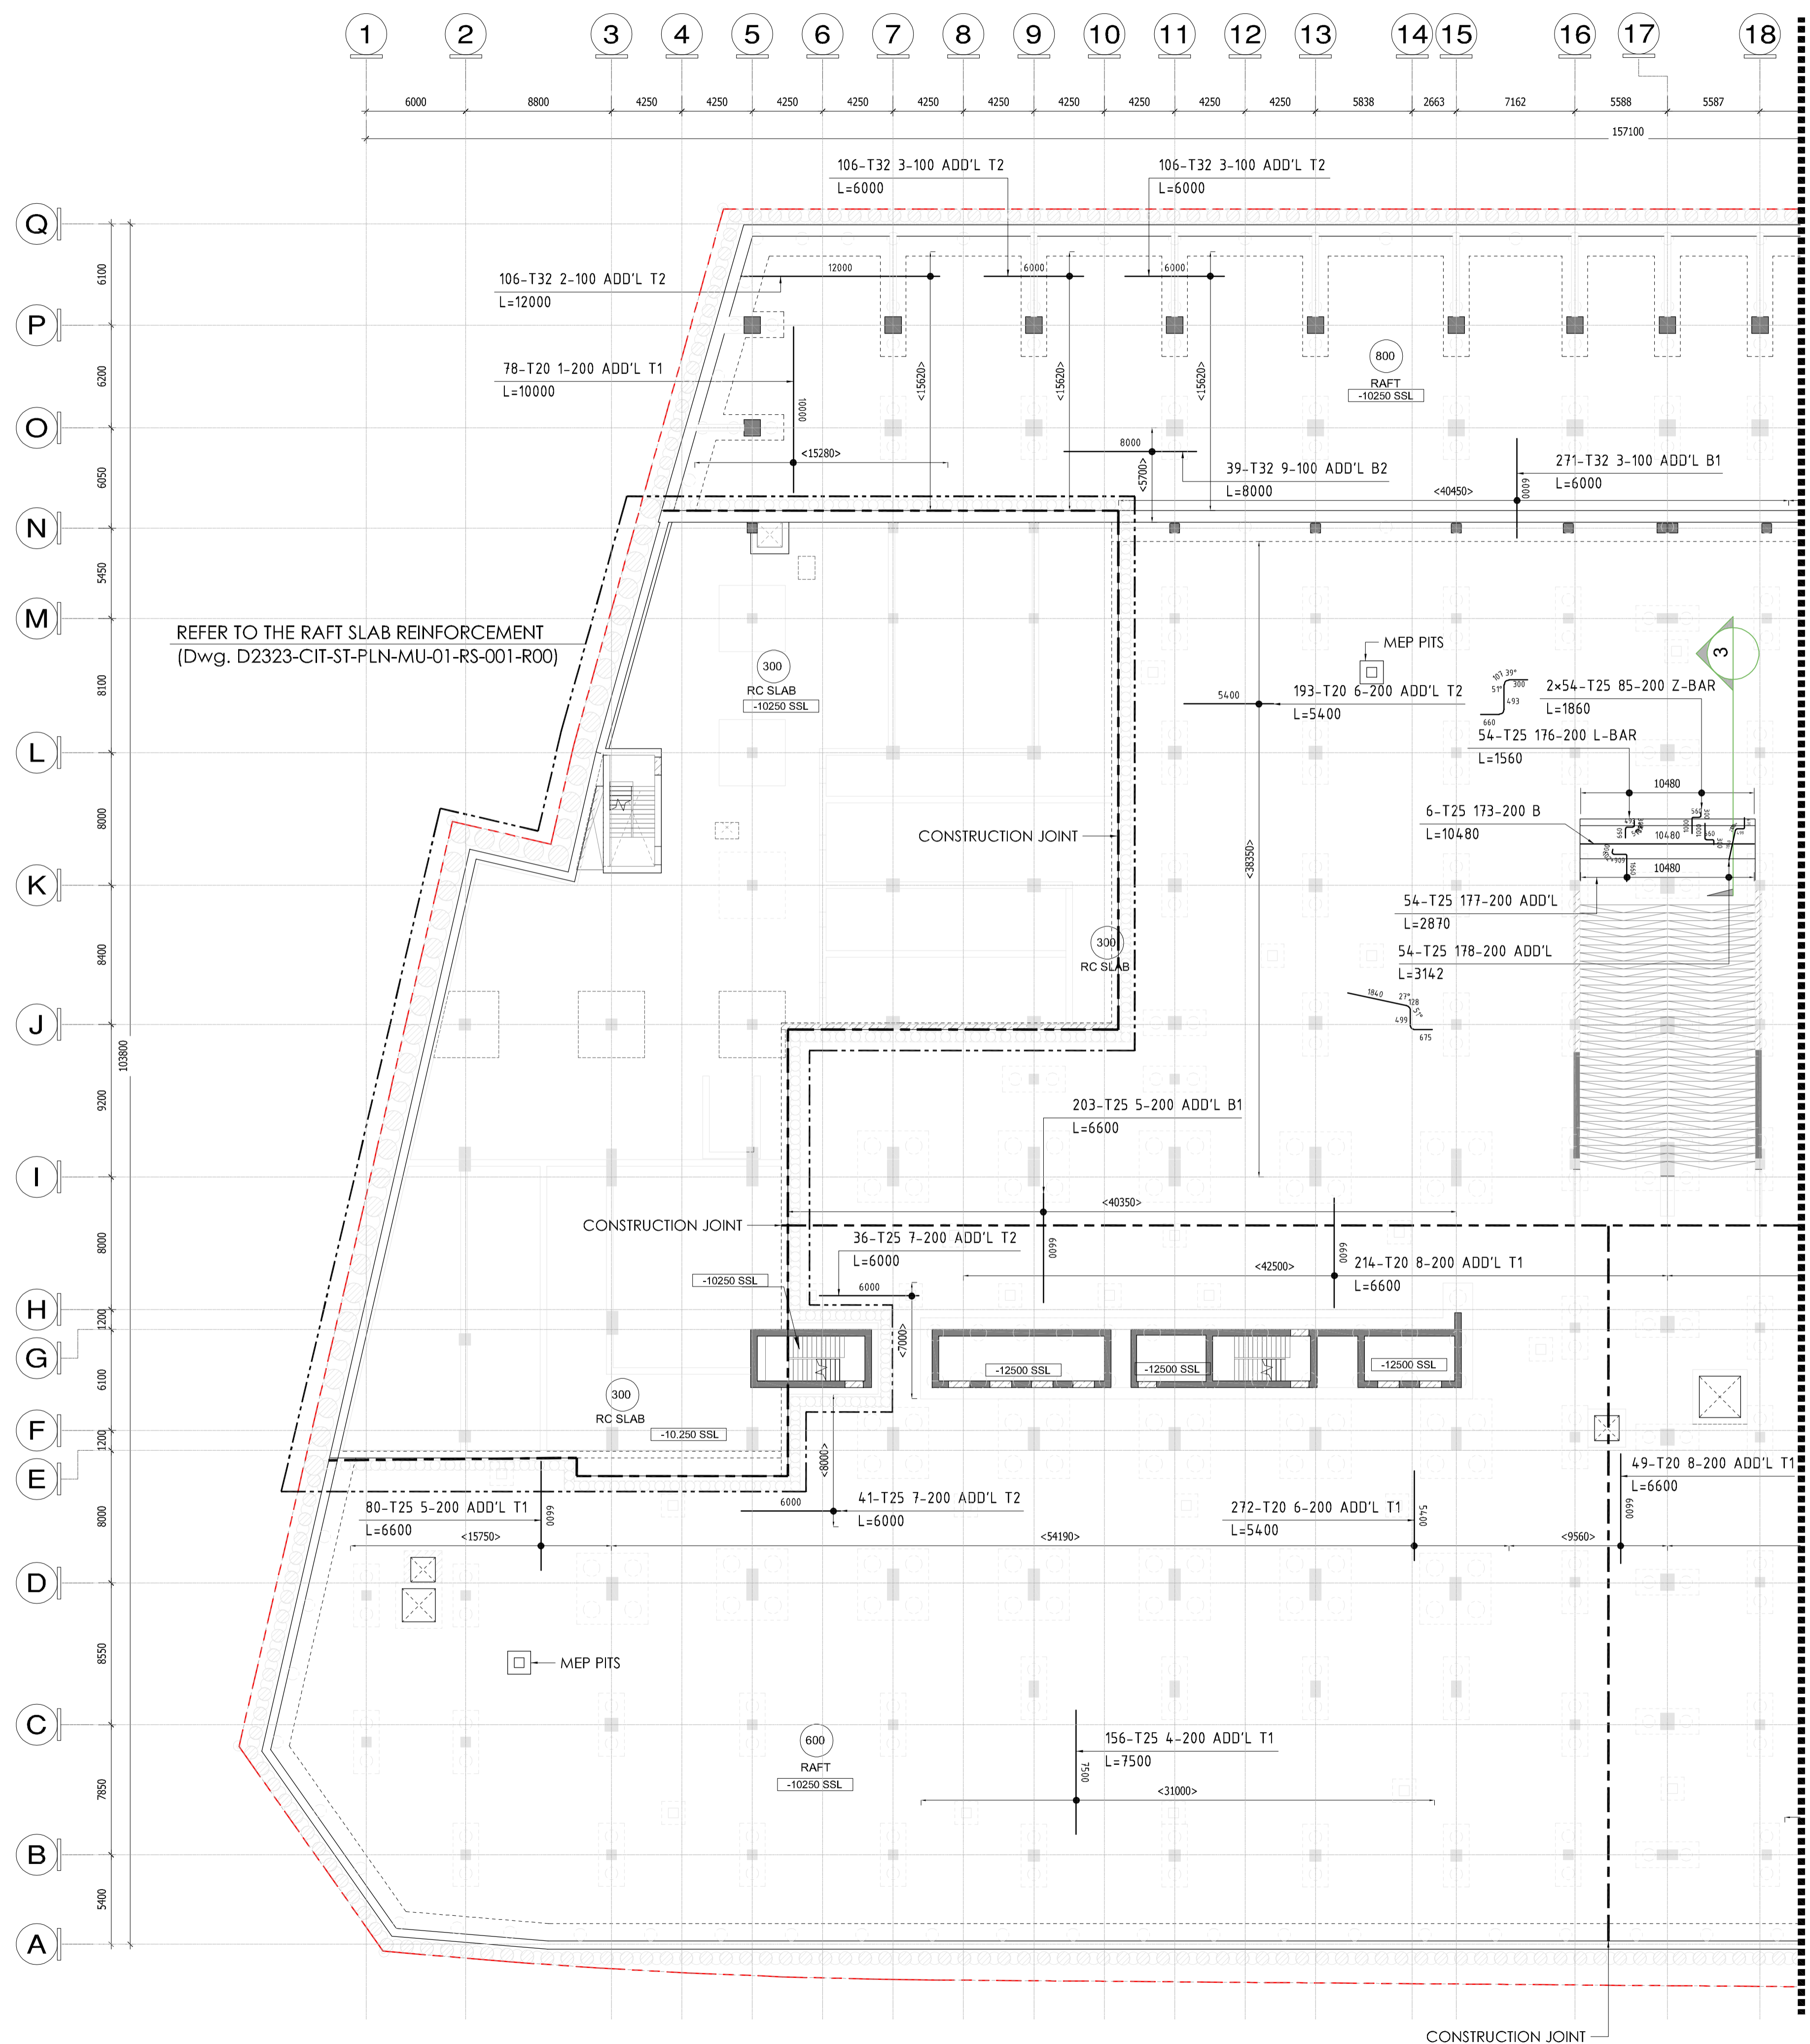 1 2 3 4 5 6 7 8 9 10 11 12 13 14 15 16 17 18
6000 8800 4250 4250 4250 4250 4250 4250 4250 4250 4250 4250 5838 2663 7162 5588 5587
157100
106-T32 3-100 ADD'L T2
L=6000
106-T32 3-100 ADD'L T2
L=6000
Q
6100
106-T32 2-100 ADD'L T2
L=12000
12000
6000
6000
P
6200
78-T20 1-200 ADD'L T1
L=10000
10000
<15620>
<15620>
<15620>
800
RAFT
-10250 SSL
O
6050
<15280>
8000
<5700>
39-T32 9-100 ADD'L B2
L=8000
271-T32 3-100 ADD'L B1
L=6000
6000
<40450>
N
5450
M
REFER TO THE RAFT SLAB REINFORCEMENT
(Dwg. D2323-CIT-ST-PLN-MU-01-RS-001-R00)
8100
300
RC SLAB
-10250 SSL
MEP PITS
3
5400
193-T20 6-200 ADD'L T2
L=5400
107 39°
51° 300
493
660
2×54-T25 85-200 Z-BAR
L=1860
54-T25 176-200 L-BAR
L=1560
L
8000
10480
6-T25 173-200 B
L=10480
10480
10480
CONSTRUCTION JOINT
<38350>
K
8400
54-T25 177-200 ADD'L
L=2870
300
RC SLAB
54-T25 178-200 ADD'L
L=3142
1840 27°
128
51°
499
675
J
103800
9200
203-T25 5-200 ADD'L B1
L=6600
I
<40350>
CONSTRUCTION JOINT
8000
36-T25 7-200 ADD'L T2
L=6000
6600
6600
-10250 SSL
6000
<42500>
214-T20 8-200 ADD'L T1
L=6600
H
1200
<7000>
G
-12500 SSL
-12500 SSL
-12500 SSL
6100
300
RC SLAB
-10.250 SSL
F
1200
<8000>
E
49-T20 8-200 ADD'L T1
L=6600
6600
8000
80-T25 5-200 ADD'L T1
L=6600
6600
6000
41-T25 7-200 ADD'L T2
L=6000
272-T20 6-200 ADD'L T1
L=5400
5400
<15750>
<54190>
<9560>
D
8550
MEP PITS
C
600
RAFT
-10250 SSL
156-T25 4-200 ADD'L T1
L=7500
7500
7850
<31000>
B
5400
A
CONSTRUCTION JOINT